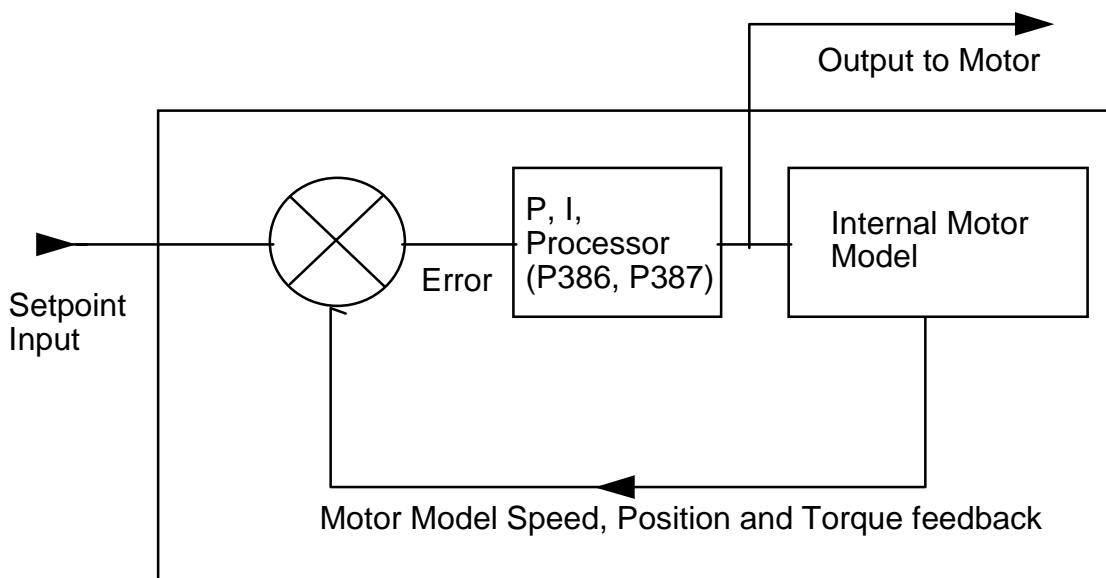 Output to Motor
P, I,
Processor
(P386, P387)
Internal Motor
Model
Error
Setpoint
Input
Motor Model Speed, Position and Torque feedback